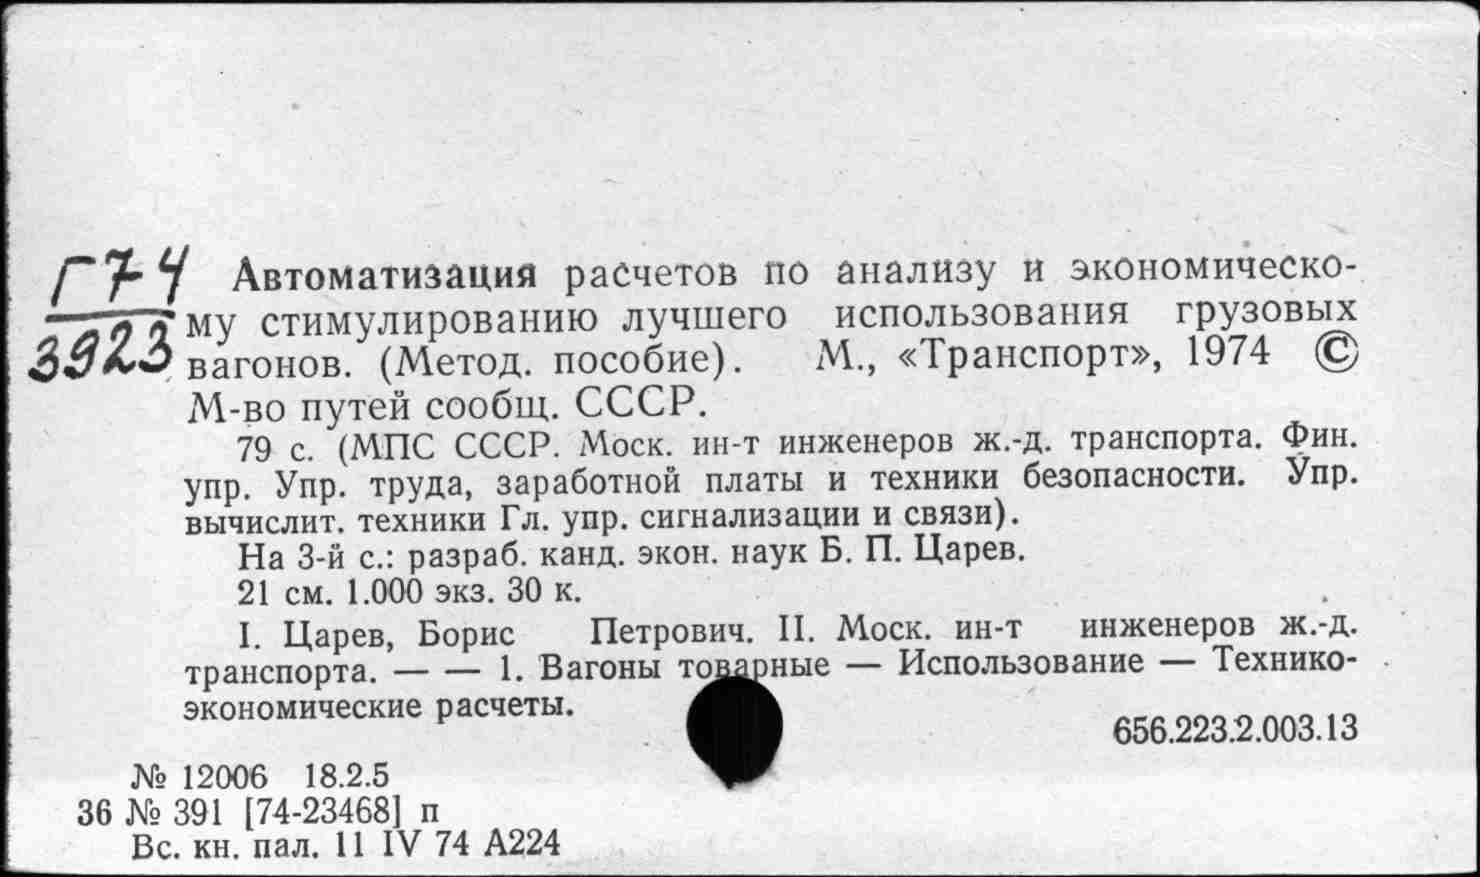 Г74
3923
Автоматизация расчетов по анализу и экономическо-
му стимулированию лучшего использования грузовых
вагонов. (Метод. пособие). М., «Транспорт», 1974 ©
М-во путей сообщ. СССР.
79 с. (МПС СССР. Моск. ин-т инженеров ж.-д. транспорта. Фин.
упр. Упр. труда, заработной платы и техники безопасности. Упр.
вычислит. техники Гл. упр. сигнализации и связи).
На 3-й с.: разраб. канд. экон. наук Б. П. Царев.
21 см. 1.000 экз. 30 к.
I. Царев, Борис Петрович. II. Моск. ин-т инженеров ж.-д.
транспорта. — — 1. Вагоны товарные — Использование — Технико-
экономические расчеты.
656.223.2.003.13
№ 12006 18.2.5
36 № 391 [74-23468] п
Вс. кн. пал. 11 IV 74 А224